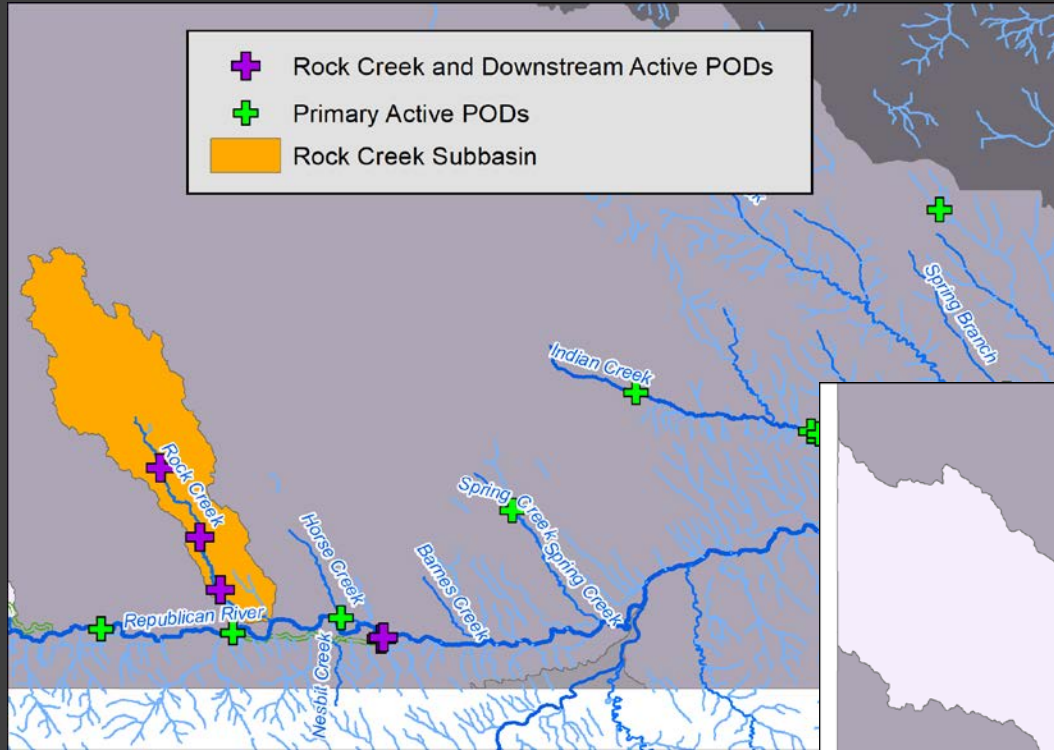 Rock Creek and Downstream Active PODs
Primary Active PODs
Rock Creek Subbasin
Spring Branch
Indian Creek
Rock Creek
Spring Creek
Horse Creek
Spring Creek
Barnes Creek
Republican River
Nesbit Creek